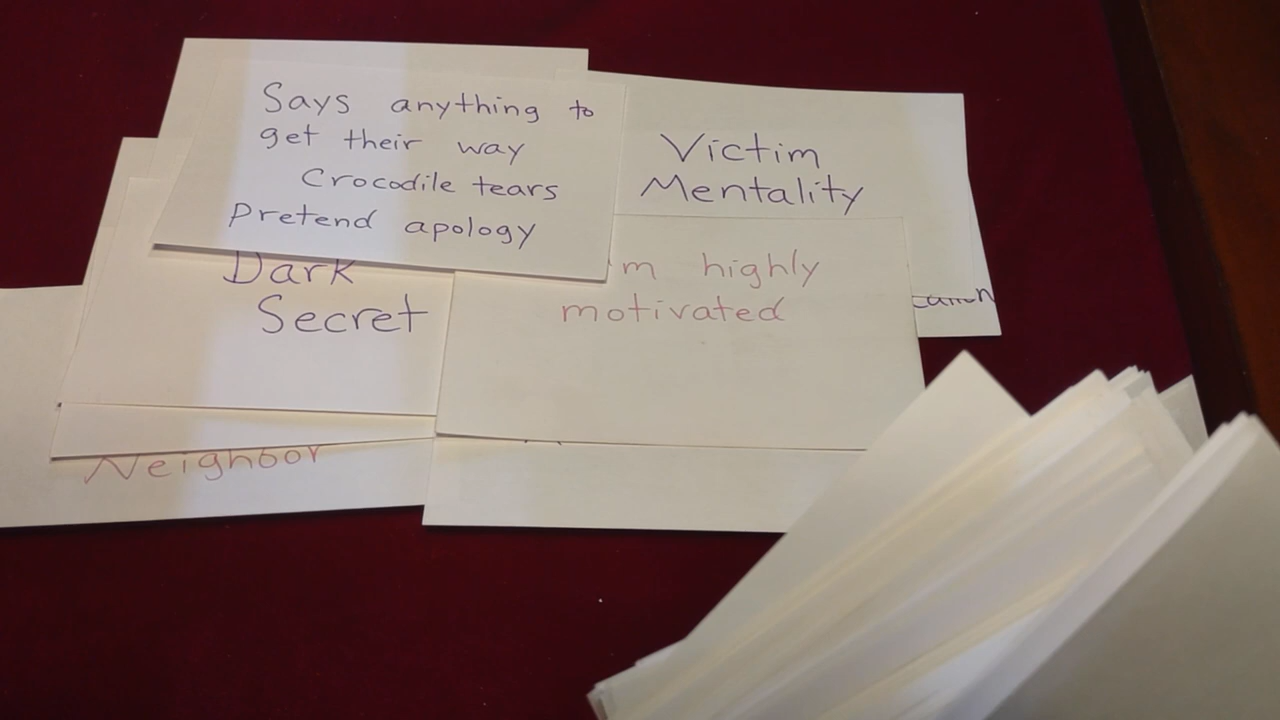 Says anything to
get their way
Crocodile tears
Pretend apology
Victim
Mentality
Dark
Secret
highly
motivated
Neighbor